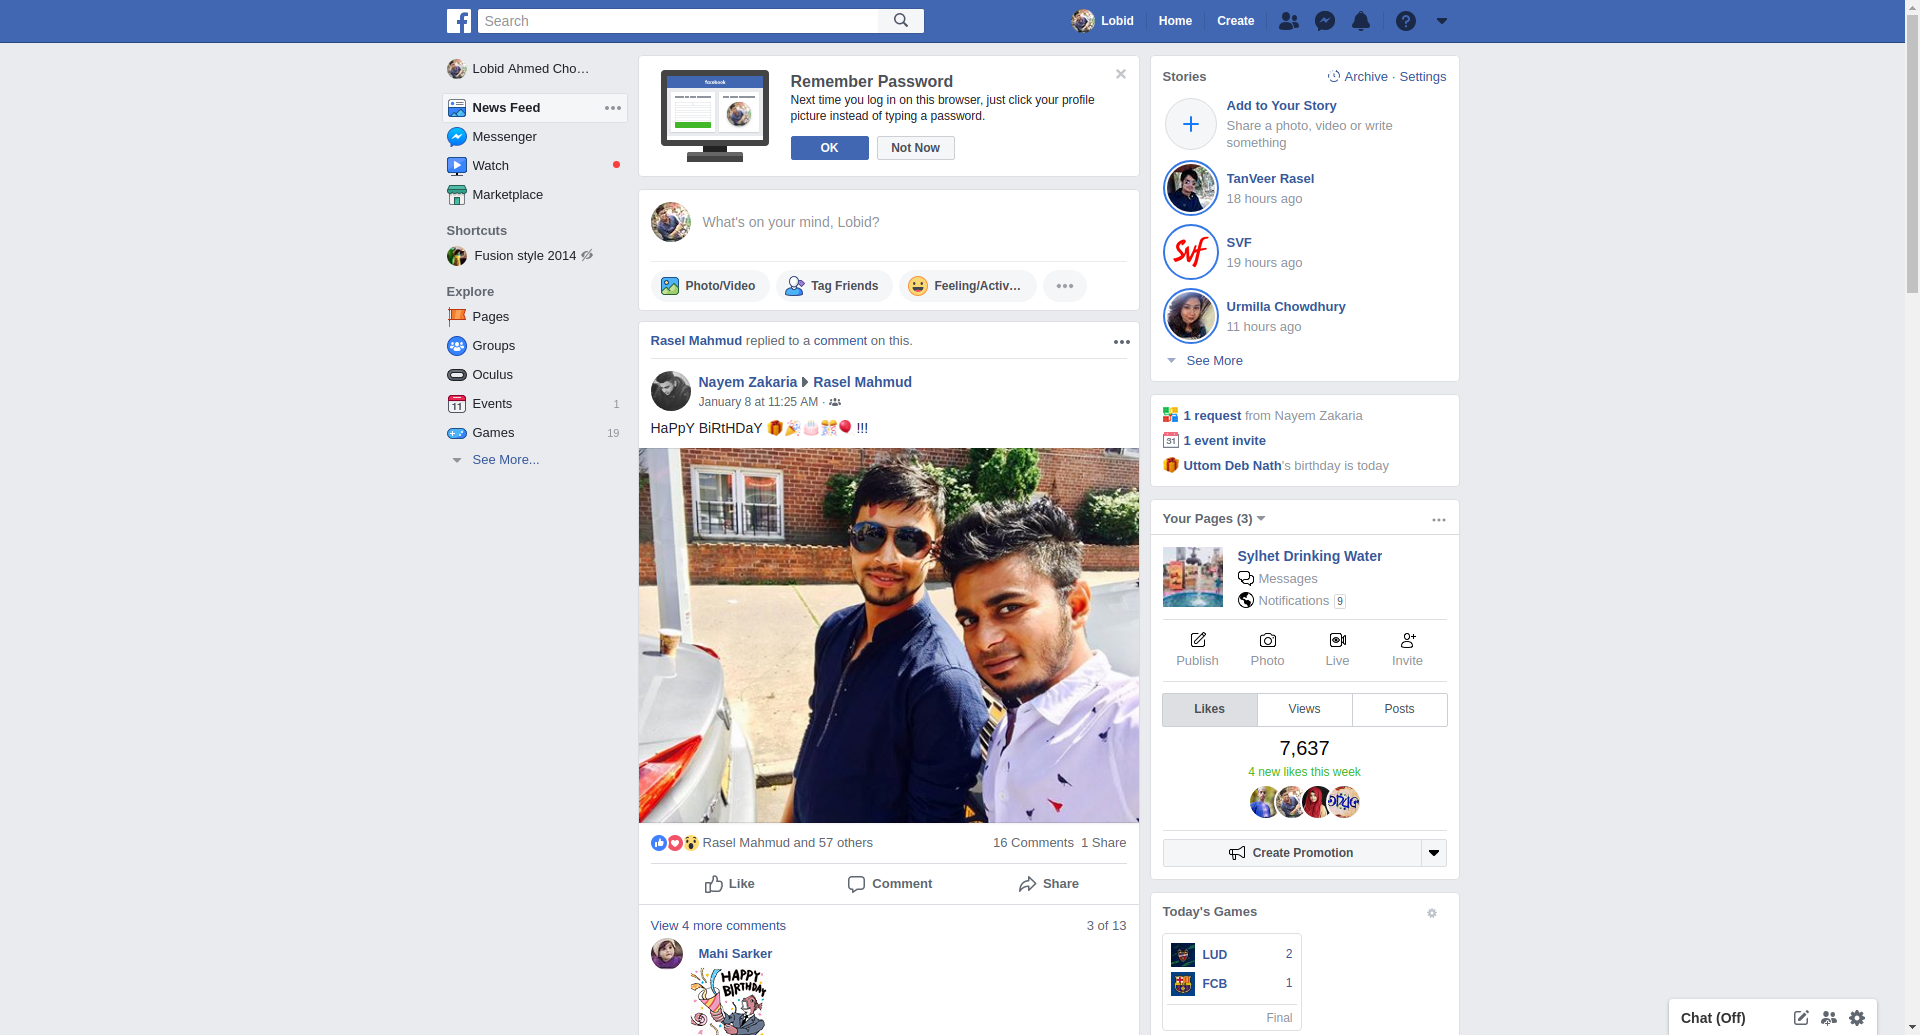 Search
Lobid
Home
Create
Lobid Ahmed Cho…
News Feed
Messenger
Watch
Marketplace
Shortcuts
Fusion style 2014
Explore
Pages
Groups
Oculus
Events 1
Games 19
See More...
facebook
Remember Password
Next time you log in on this browser, just click your profile
picture instead of typing a password.
OK
Not Now
What's on your mind, Lobid?
Photo/Video
Tag Friends
Feeling/Activ…
Rasel Mahmud replied to a comment on this.
Nayem Zakaria Rasel Mahmud
January 8 at 11:25 AM ·
HaPpY BiRtHDaY 🎁🎉🎂🎊🎈 !!!
Rasel Mahmud and 57 others
16 Comments 1 Share
Like
Comment
Share
View 4 more comments
3 of 13
Mahi Sarker
HAPPY
BIRTHDAY
Stories
Archive · Settings
Add to Your Story
Share a photo, video or write
something
TanVeer Rasel
18 hours ago
SVF
SVF
19 hours ago
Urmilla Chowdhury
11 hours ago
See More
1 request from Nayem Zakaria
31 1 event invite
Uttom Deb Nath's birthday is today
Your Pages (3)
Sylhet Drinking Water
Messages
Notifications 9
Publish
Photo
Live
Invite
Likes
Views
Posts
7,637
4 new likes this week
Create Promotion
Today's Games
LUD 2
FCB 1
Final
Chat (Off)